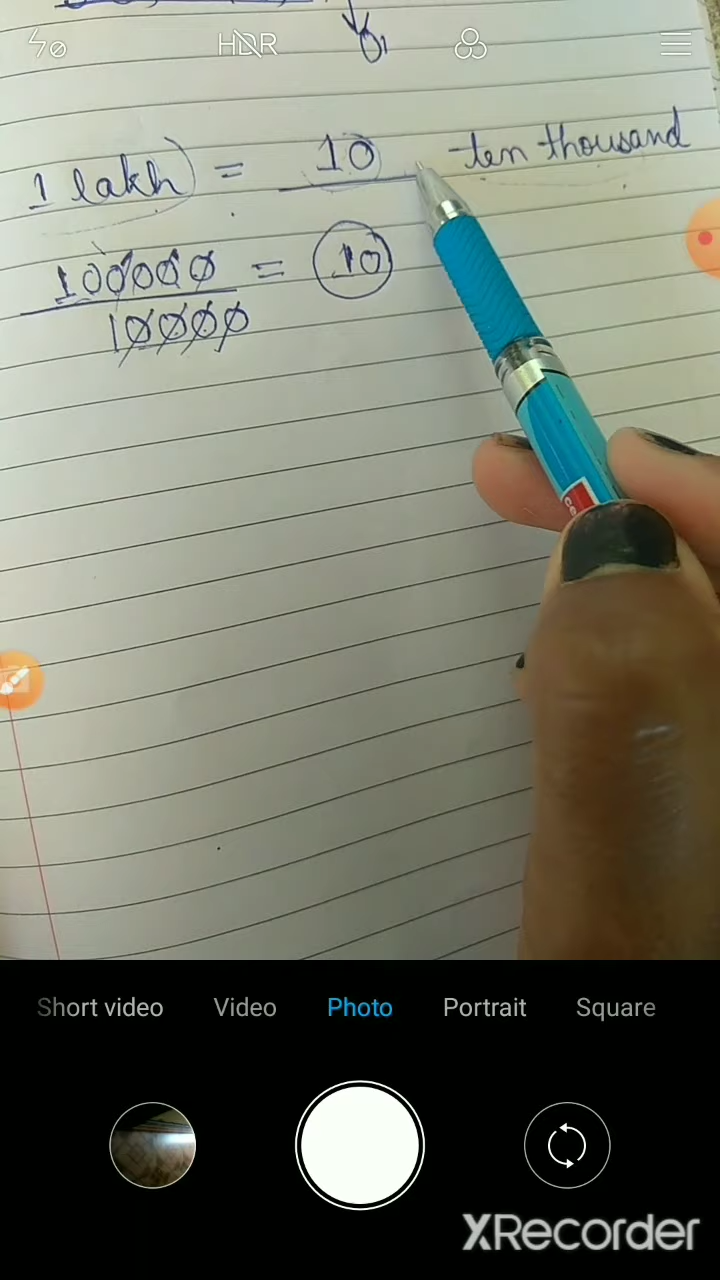 HDR
1 lakh = 10 ten thousand
100000 = 10
10000
Short video Video Photo Portrait Square
XRecorder